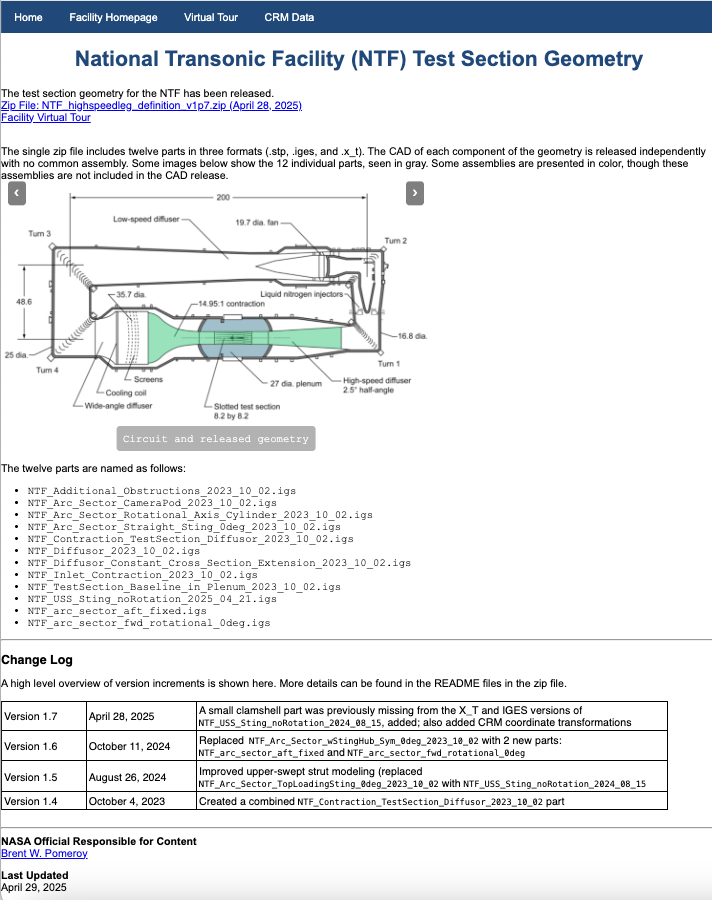 Home Facility Homepage Virtual Tour CRM Data
National Transonic Facility (NTF) Test Section Geometry
The test section geometry for the NTF has been released.
Zip File: NTF_highspeedleg_definition_v1p7.zip (April 28, 2025)
Facility Virtual Tour
The single zip file includes twelve parts in three formats (.stp, .iges, and .x_t). The CAD of each component of the geometry is released independently
with no common assembly. Some images below show the 12 individual parts, seen in gray. Some assemblies are presented in color, though these
assemblies are not included in the CAD release.
‹ ›
200
Low-speed diffuser
19.7 dia. fan
Turn 3
Turn 2
48.6
35.7 dia.
Liquid nitrogen injectors
14.95:1 contraction
16.8 dia.
25 dia.
Turn 4
Turn 1
Screens
27 dia. plenum
High-speed diffuser
2.5° half-angle
Cooling coil
Wide-angle diffuser
Slotted test section
8.2 by 8.2
Circuit and released geometry
The twelve parts are named as follows:
• NTF_Additional_Obstructions_2023_10_02.igs
• NTF_Arc_Sector_CameraPod_2023_10_02.igs
• NTF_Arc_Sector_Rotational_Axis_Cylinder_2023_10_02.igs
• NTF_Arc_Sector_Straight_Sting_0deg_2023_10_02.igs
• NTF_Contraction_TestSection_Diffusor_2023_10_02.igs
• NTF_Diffusor_2023_10_02.igs
• NTF_Diffusor_Constant_Cross_Section_Extension_2023_10_02.igs
• NTF_Inlet_Contraction_2023_10_02.igs
• NTF_TestSection_Baseline_in_Plenum_2023_10_02.igs
• NTF_USS_Sting_noRotation_2025_04_21.igs
• NTF_arc_sector_aft_fixed.igs
• NTF_arc_sector_fwd_rotational_0deg.igs
Change Log
A high level overview of version increments is shown here. More details can be found in the README files in the zip file.
Version 1.7 April 28, 2025 A small clamshell part was previously missing from the X_T and IGES versions of
NTF_USS_Sting_noRotation_2024_08_15, added; also added CRM coordinate transformations
Version 1.6 October 11, 2024 Replaced NTF_Arc_Sector_wStingHub_Sym_0deg_2023_10_02 with 2 new parts:
NTF_arc_sector_aft_fixed and NTF_arc_sector_fwd_rotational_0deg
Version 1.5 August 26, 2024 Improved upper-swept strut modeling (replaced
NTF_Arc_Sector_TopLoadingSting_0deg_2023_10_02 with NTF_USS_Sting_noRotation_2024_08_15
Version 1.4 October 4, 2023 Created a combined NTF_Contraction_TestSection_Diffusor_2023_10_02 part
NASA Official Responsible for Content
Brent W. Pomeroy
Last Updated
April 29, 2025